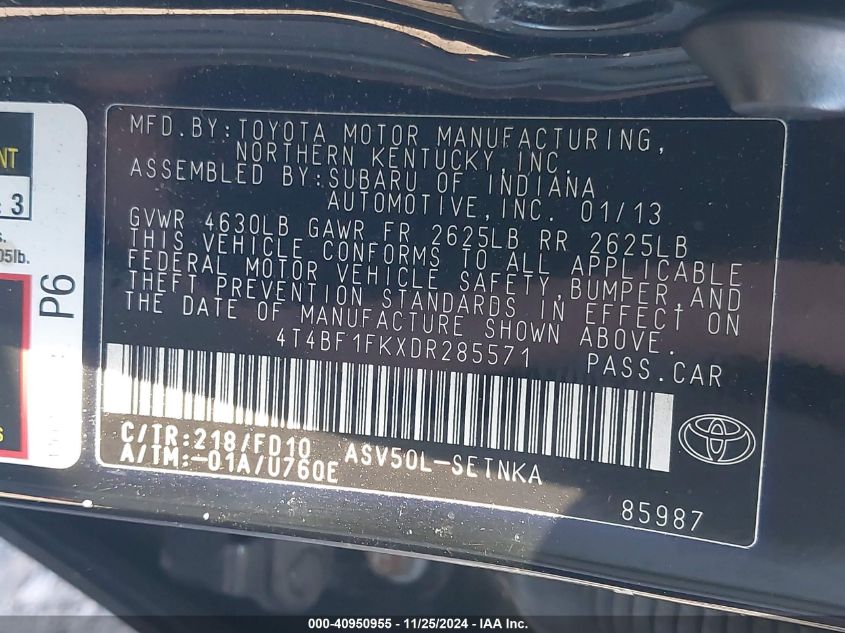 NT
3
s.
05lb.
P6
S
MFD.BY:TOYOTA MOTOR MANUFACTURING,
NORTHERN KENTUCKY,INC.
ASSEMBLED BY:SUBARU OF INDIANA
AUTOMOTIVE,INC. 01/13
GVWR 4630LB GAWR FR 2625LB RR 2625LB
THIS VEHICLE CONFORMS TO ALL APPLICABLE
FEDERAL MOTOR VEHICLE SAFETY,BUMPER,AND
THEFT PREVENTION STANDARDS IN EFFECT ON
THE DATE OF MANUFACTURE SHOWN ABOVE.
4T4BF1FKXDR285571 PASS.CAR
C/TR:218/FD10 ASV50L-SETNKA
A/TM:-01A/U760E
85987
000-40950955 - 11/25/2024 - IAA Inc.